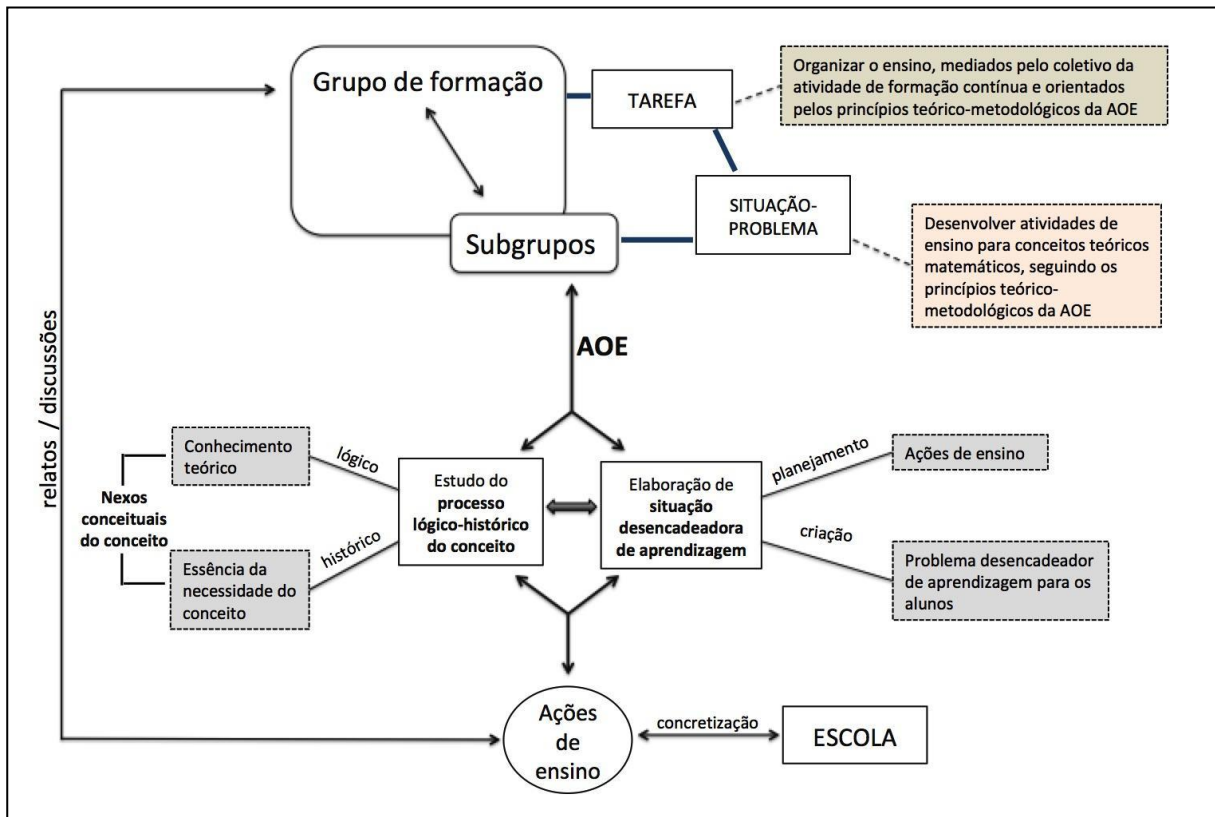 Grupo de formação
TAREFA
Organizar o ensino, mediados pelo coletivo da
atividade de formação contínua e orientados
pelos princípios teórico-metodológicos da AOE
SITUAÇÃO-
PROBLEMA
Subgrupos
Desenvolver atividades de
ensino para conceitos teóricos
matemáticos, seguindo os
princípios teórico-
metodológicos da AOE
relatos / discussões
AOE
Conhecimento
teórico
lógico
Nexos
conceituais
do conceito
histórico
Essência da
necessidade do
conceito
Estudo do
processo
lógico-histórico
do conceito
Elaboração de
situação
desencadeadora
de aprendizagem
planejamento
Ações de ensino
criação
Problema desencadeador
de aprendizagem para os
alunos
Ações
de
ensino
concretização
ESCOLA